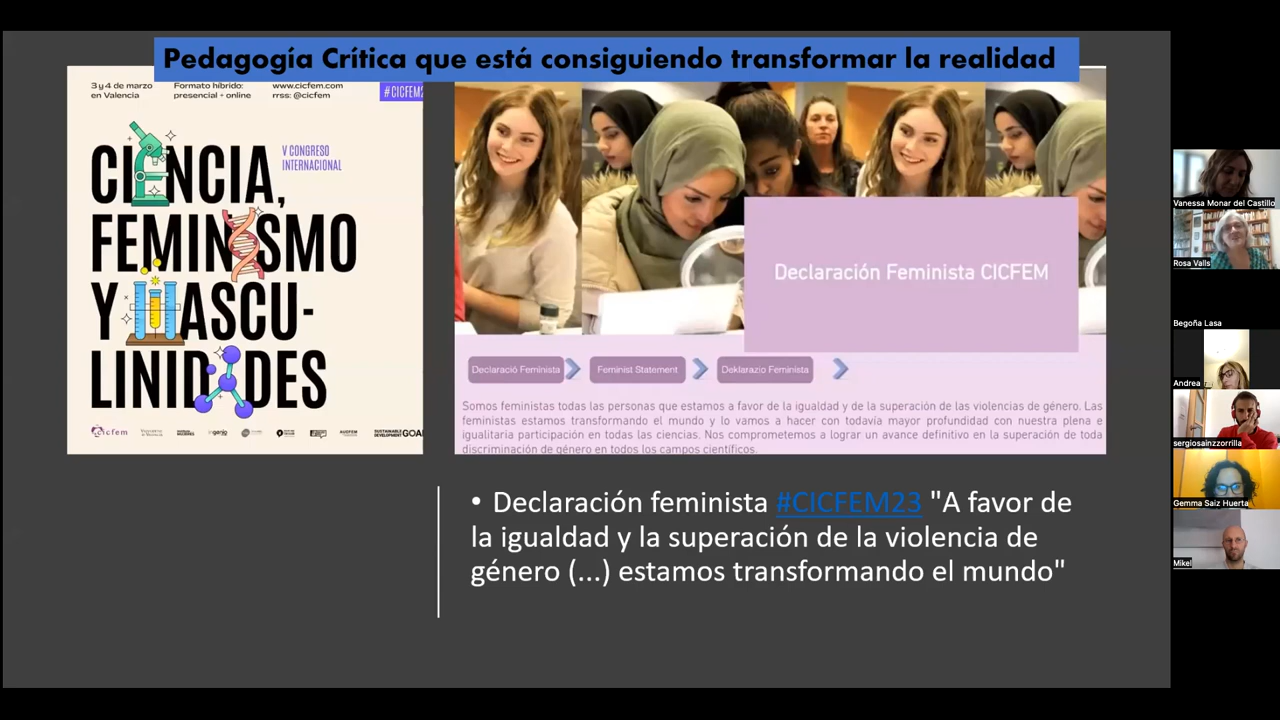 Pedagogía Crítica que está consiguiendo transformar la realidad
3 y 4 de marzo
en Valencia
Formato híbrido:
presencial + online
www.cicfem.com
rrss: @cicfem
#CICFEM2
V CONGRESO
INTERNACIONAL
CIENCIA,
FEMINISMO
Y MASCU-
LINIDADES
cicfem
SUSTAINABLE
DEVELOPMENT GOAL
Declaración Feminista CICFEM
Declaració Feminista
Feminist Statement
Deklarazio Feminista
Somos feministas todas las personas que estamos a favor de la igualdad y de la superación de las violencias de género. Las
feministas estamos transformando el mundo y lo vamos a hacer con todavía mayor profundidad con nuestra plena e
igualitaria participación en todas las ciencias. Nos comprometemos a lograr un avance definitivo en la superación de toda
discriminación de género en todos los campos científicos.
• Declaración feminista #CICFEM23 "A favor de
la igualdad y la superación de la violencia de
género (...) estamos transformando el mundo"
Vanessa Monar del Castillo
Rosa Valls
Begoña Lasa
Andrea
sergiosainzzorrilla
Gemma Saiz Huerta
Mikel